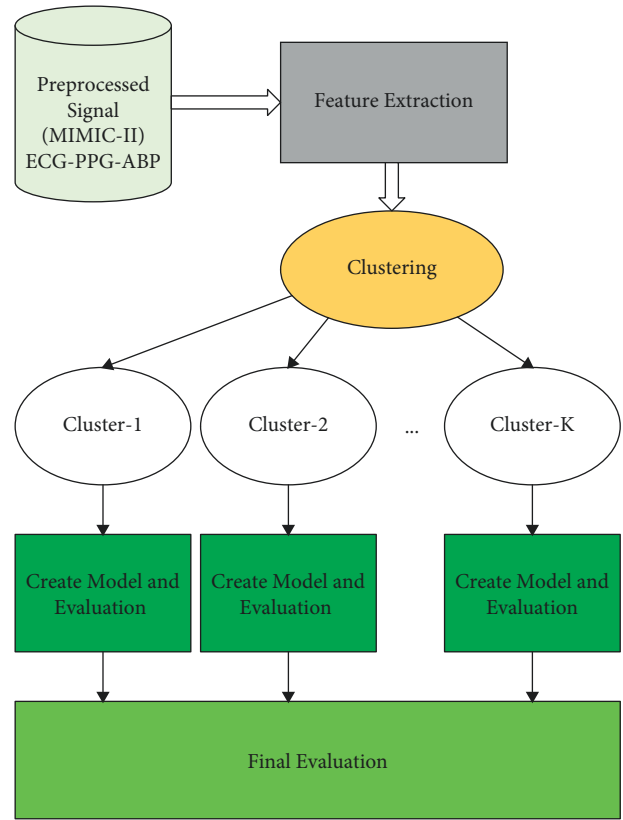 Preprocessed
Signal
(MIMIC-II)
ECG-PPG-ABP
Feature Extraction
Clustering
Cluster-1
Cluster-2
...
Cluster-K
Create Model and
Evaluation
Create Model and
Evaluation
Create Model and
Evaluation
Final Evaluation